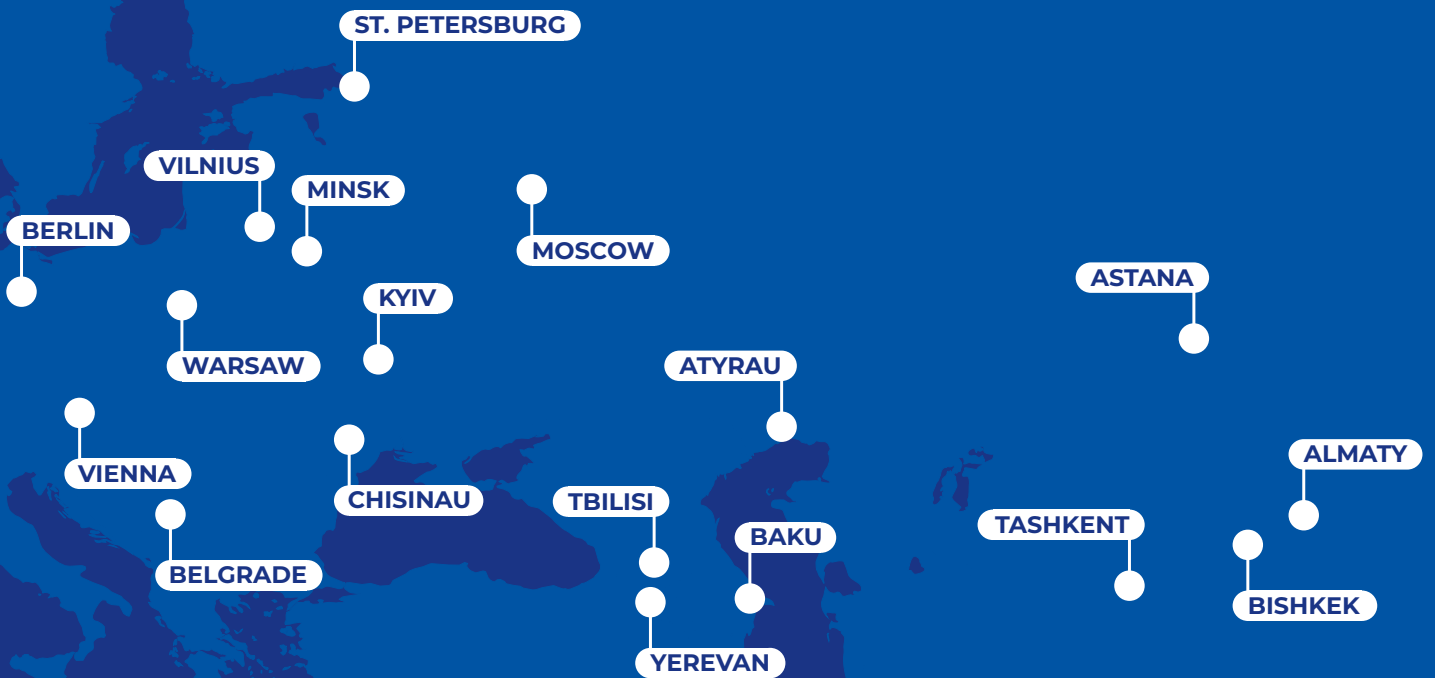 ST. PETERSBURG
VILNIUS
MINSK
BERLIN
MOSCOW
ASTANA
KYIV
WARSAW
ATYRAU
ALMATY
VIENNA
CHISINAU
TBILISI
TASHKENT
BAKU
BELGRADE
BISHKEK
YEREVAN